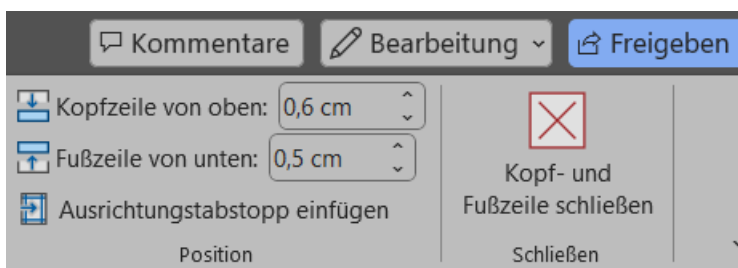 Kommentare Bearbeitung Freigeben
Kopfzeile von oben: 0,6 cm
Fußzeile von unten: 0,5 cm
Ausrichtungstabstopp einfügen
Position
Kopf- und
Fußzeile schließen
Schließen